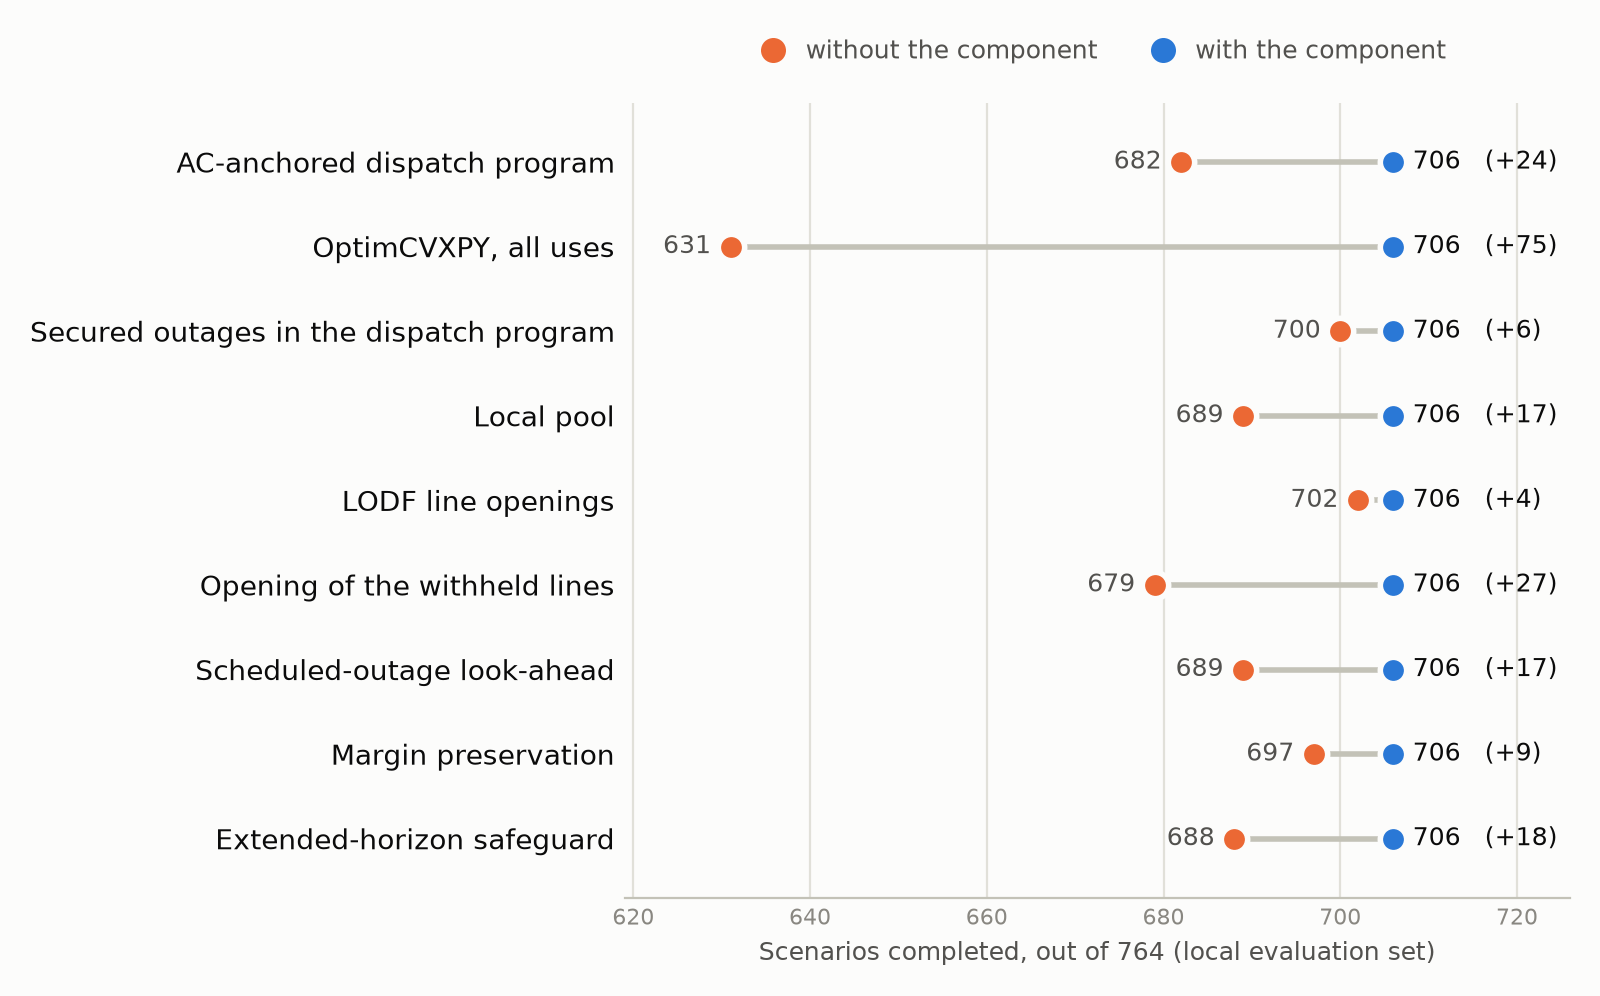 without the component with the component
AC-anchored dispatch program 682 706 (+24)
OptimCVXPY, all uses 631 706 (+75)
Secured outages in the dispatch program 700 706 (+6)
Local pool 689 706 (+17)
LODF line openings 702 706 (+4)
Opening of the withheld lines 679 706 (+27)
Scheduled-outage look-ahead 689 706 (+17)
Margin preservation 697 706 (+9)
Extended-horizon safeguard 688 706 (+18)
620 640 660 680 700 720
Scenarios completed, out of 764 (local evaluation set)